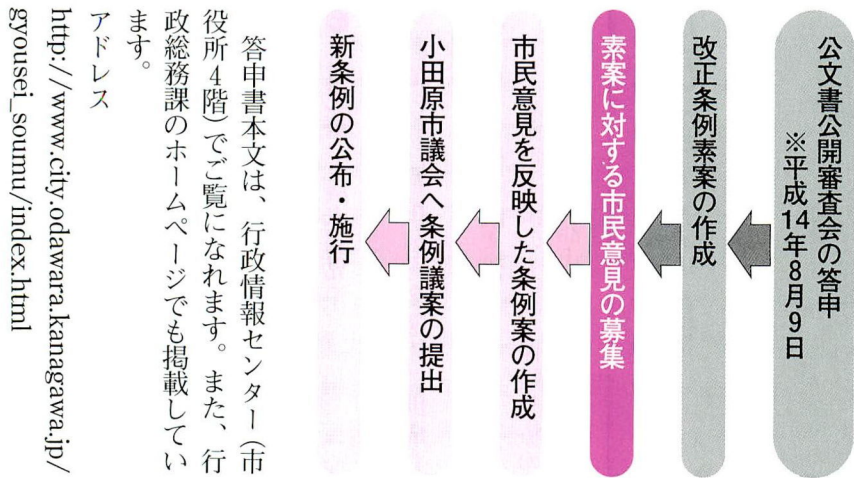 公文書公開審査会の答申
※平成14年8月9日
改正条例素案の作成
素案に対する市民意見の募集
市民意見を反映した条例案の作成
小田原市議会へ条例議案の提出
新条例の公布・施行
答申書本文は、行政情報センター（市
役所4階）でご覧になれます。また、行
政総務課のホームページでも掲載してい
ます。
アドレス
http://www.city.odawara.kanagawa.jp/
gyousei_soumu/index.html